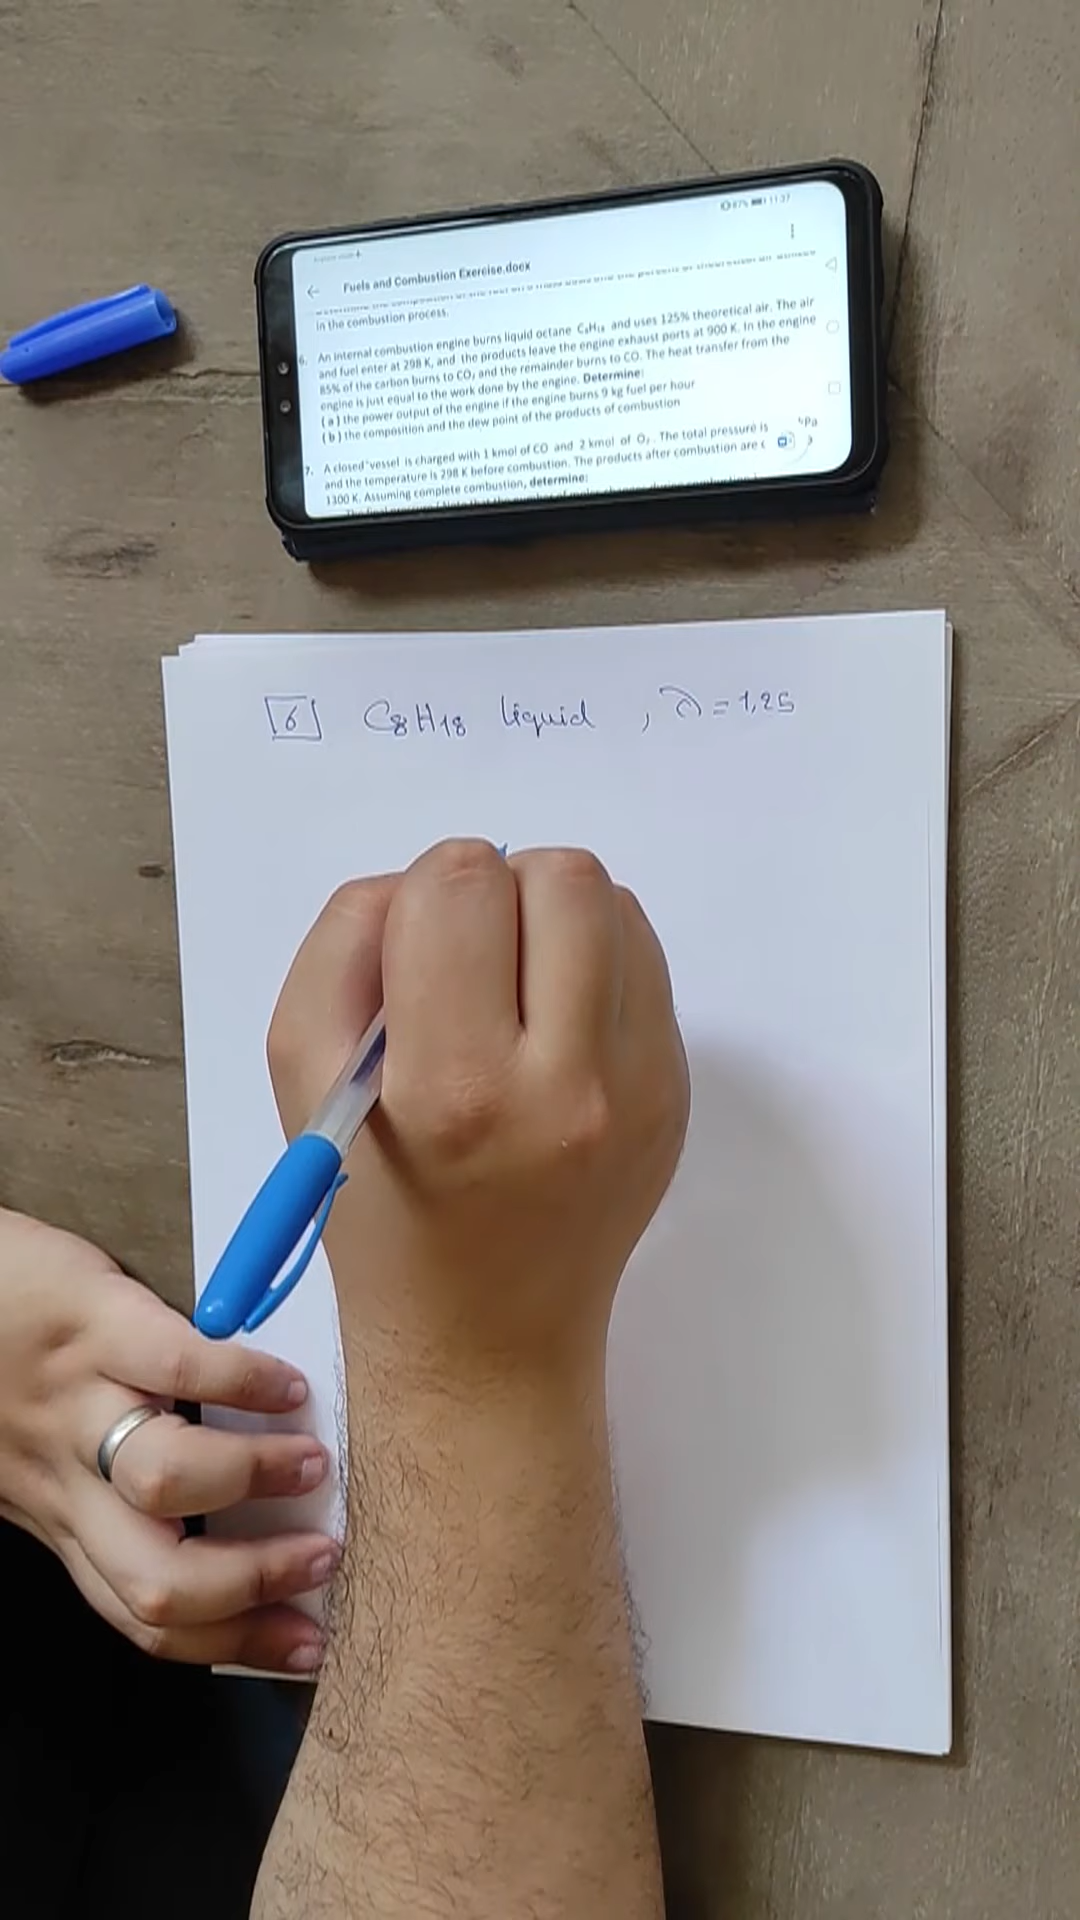 87% 11:37
Fuels and Combustion Exercise.docx
in the combustion process.
6. An internal combustion engine burns liquid octane C₈H₁₈ and uses 125% theoretical air. The air
and fuel enter at 298 K, and the products leave the engine exhaust ports at 900 K. In the engine
85% of the carbon burns to CO₂ and the remainder burns to CO. The heat transfer from the
engine is just equal to the work done by the engine. Determine:
(a) the power output of the engine if the engine burns 9 kg fuel per hour
(b) the composition and the dew point of the products of combustion
7. A closed vessel is charged with 1 kmol of CO and 2 kmol of O₂. The total pressure is kPa
and the temperature is 298 K before combustion. The products after combustion are
1300 K. Assuming complete combustion, determine:
6 C8H18 liquid , λ = 1,25